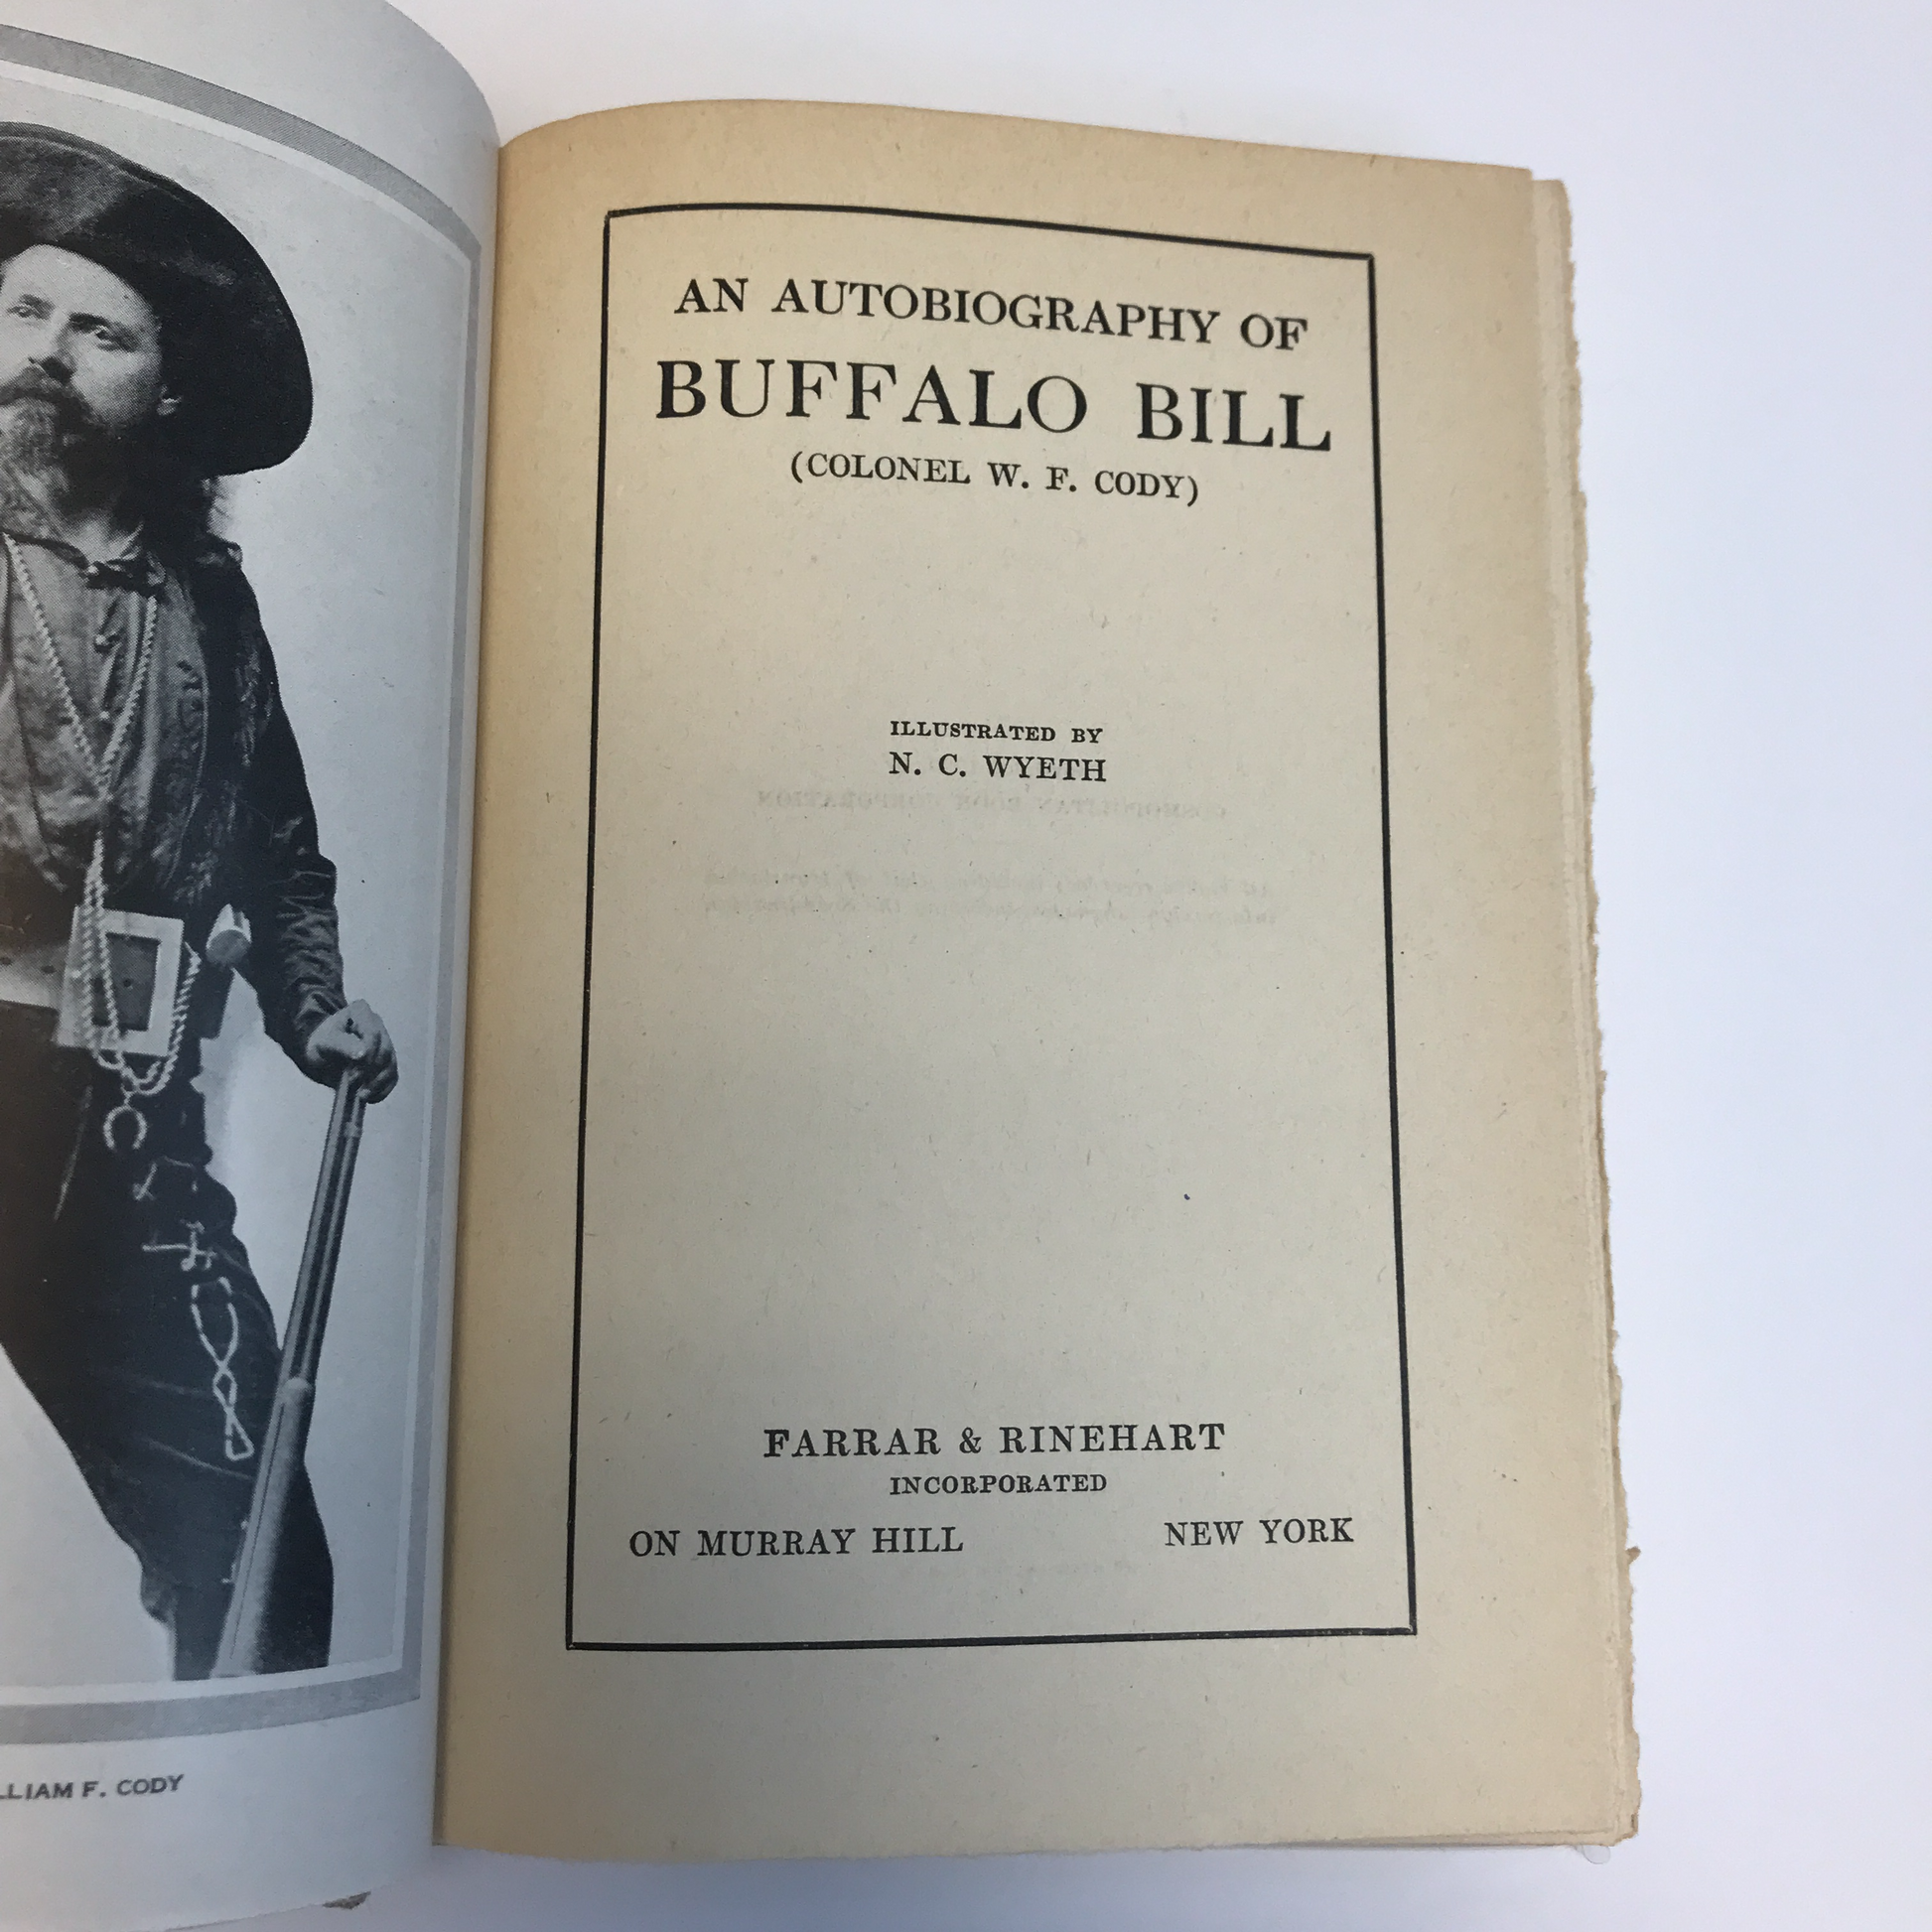 LLIAM F. CODY
AN AUTOBIOGRAPHY OF
BUFFALO BILL
(COLONEL W. F. CODY)
ILLUSTRATED BY
N. C. WYETH
FARRAR & RINEHART
INCORPORATED
ON MURRAY HILL NEW YORK